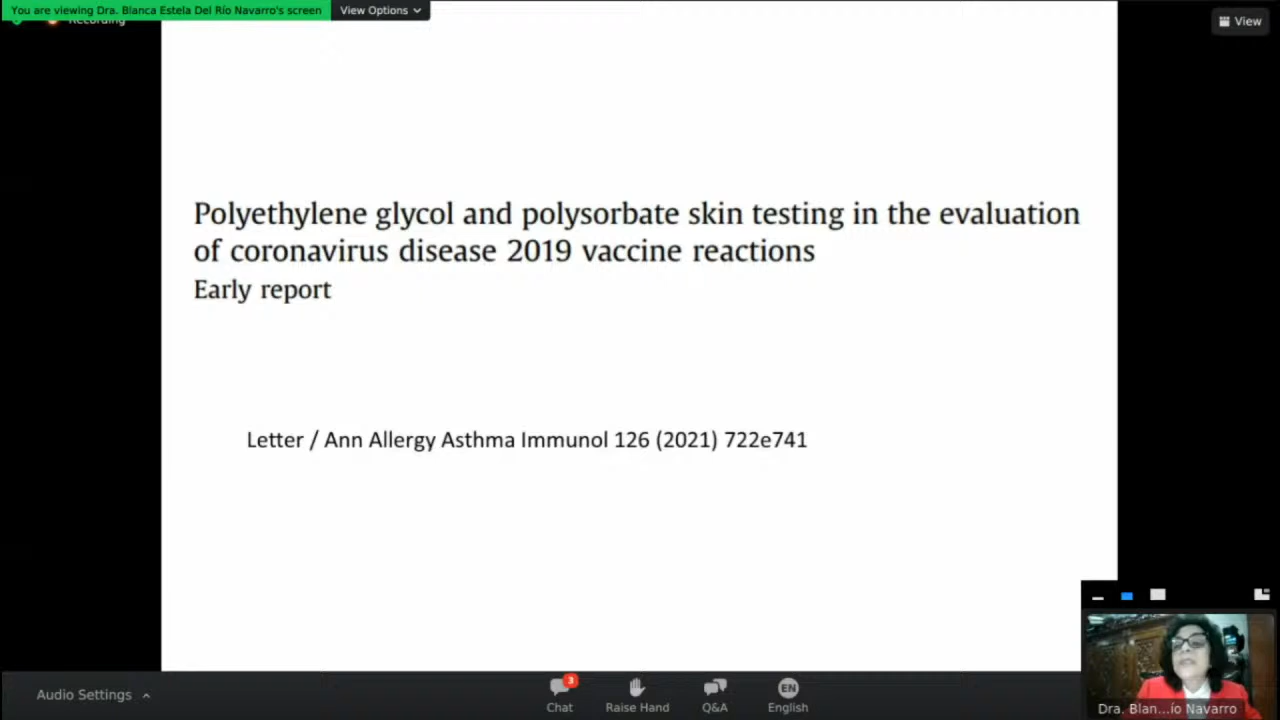 You are viewing Dra. Blanca Estela Del Río Navarro's screen
View Options
Recording
View
Polyethylene glycol and polysorbate skin testing in the evaluation
of coronavirus disease 2019 vaccine reactions
Early report
Letter / Ann Allergy Asthma Immunol 126 (2021) 722e741
Audio Settings
3
Chat
Raise Hand
Q&A
EN
English
Dra. Blan...ío Navarro